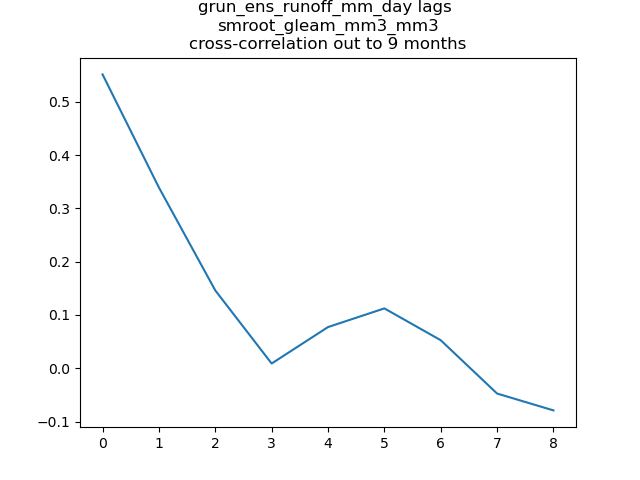 grun_ens_runoff_mm_day lags
smroot_gleam_mm3_mm3
cross-correlation out to 9 months
0.5
0.4
0.3
0.2
0.1
0.0
−0.1
0 1 2 3 4 5 6 7 8